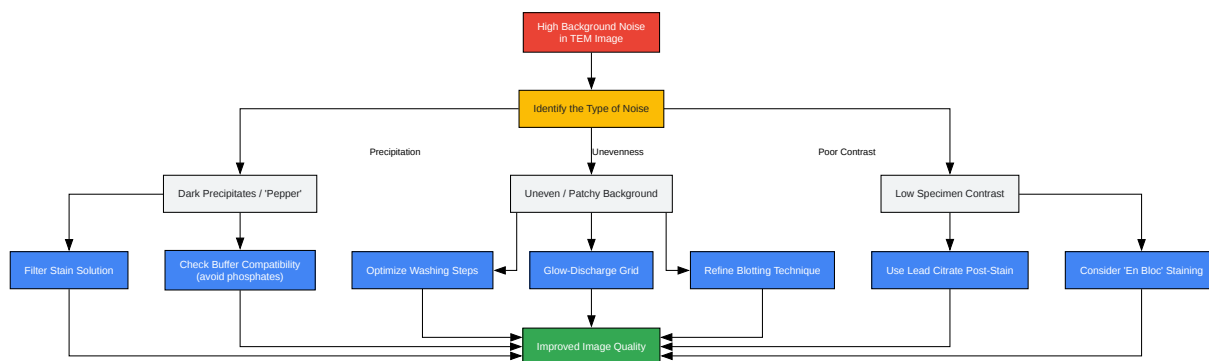 High Background Noise
in TEM Image
Identify the Type of Noise
Precipitation
Unevenness
Poor Contrast
Dark Precipitates / 'Pepper'
Uneven / Patchy Background
Low Specimen Contrast
Filter Stain Solution
Check Buffer Compatibility
(avoid phosphates)
Optimize Washing Steps
Glow-Discharge Grid
Refine Blotting Technique
Use Lead Citrate Post-Stain
Consider 'En Bloc' Staining
Improved Image Quality